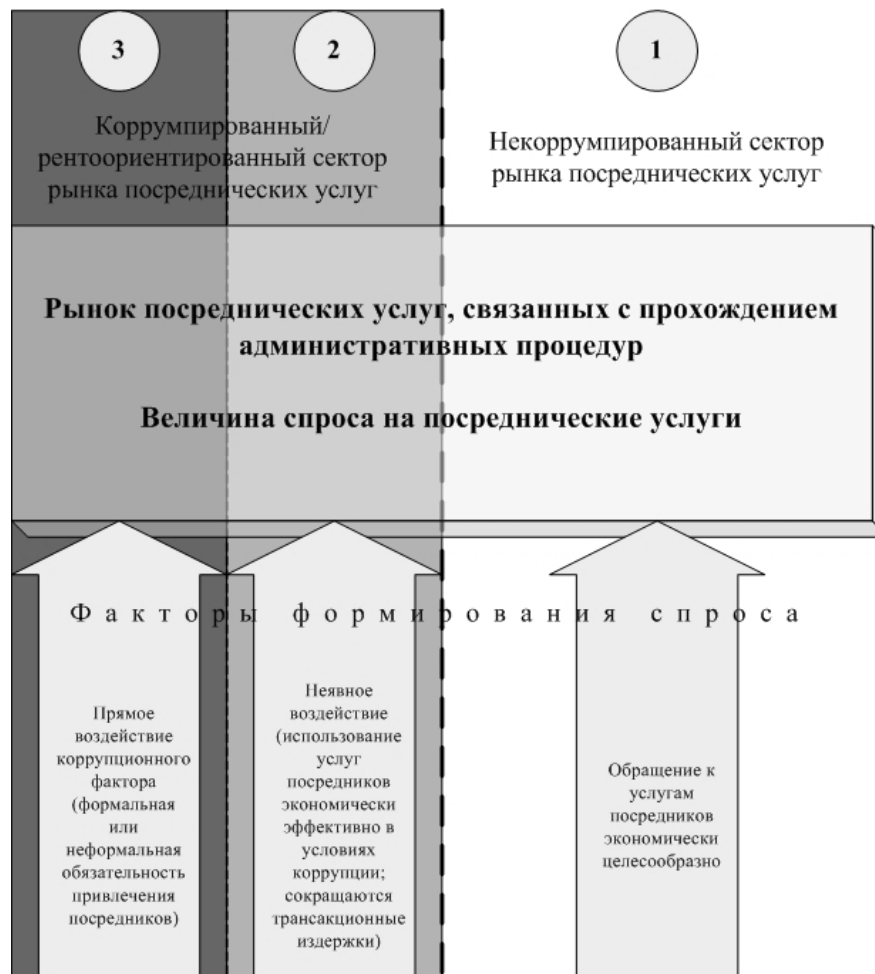 3
2
1
Коррумпированный/
рентоориентированный сектор
рынка посреднических услуг
Некоррумпированный сектор
рынка посреднических услуг
Рынок посреднических услуг, связанных с прохождением
административных процедур
Величина спроса на посреднические услуги
Факторы формирования спроса
Прямое
воздействие
коррупционного
фактора
(формальная
или
неформальная
обязательность
привлечения
посредников)
Неявное
воздействие
(использование
услуг
посредников
экономически
эффективно в
условиях
коррупции;
сокращаются
трансакционные
издержки)
Обращение к
услугам
посредников
экономически
целесообразно